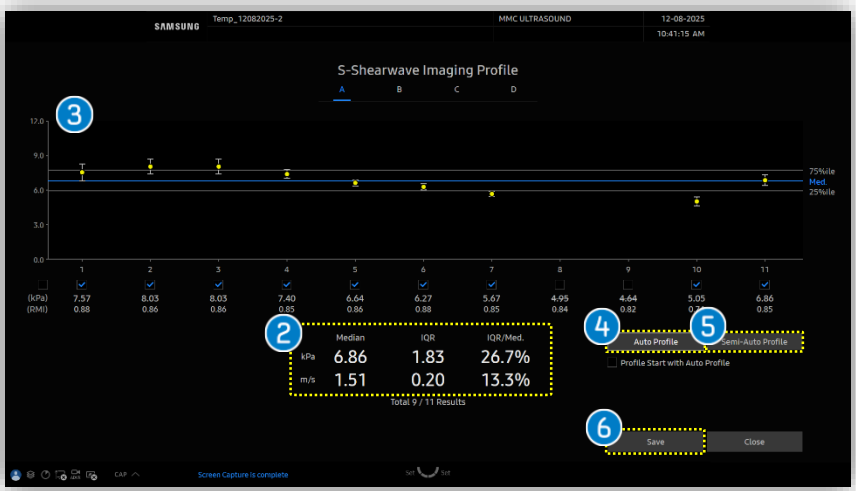 SAMSUNG
Temp_12082025-2
MMC ULTRASOUND
12-08-2025
10:41:15 AM
S-Shearwave Imaging Profile
A B C D
3
12.0
9.0
6.0
3.0
0.0
75%ile
Med.
25%ile
1 2 3 4 5 6 7 8 9 10 11
(kPa) 7.57 8.03 8.03 7.40 6.64 6.27 5.67 4.95 4.64 5.05 6.86
(RMI) 0.88 0.86 0.86 0.85 0.86 0.88 0.85 0.84 0.82 0.85
2
Median IQR IQR/Med.
kPa 6.86 1.83 26.7%
m/s 1.51 0.20 13.3%
Total 9 / 11 Results
4
5
Auto Profile
Semi-Auto Profile
Profile Start with Auto Profile
6
Save
Close
CAP
Screen Capture is complete
Set Set